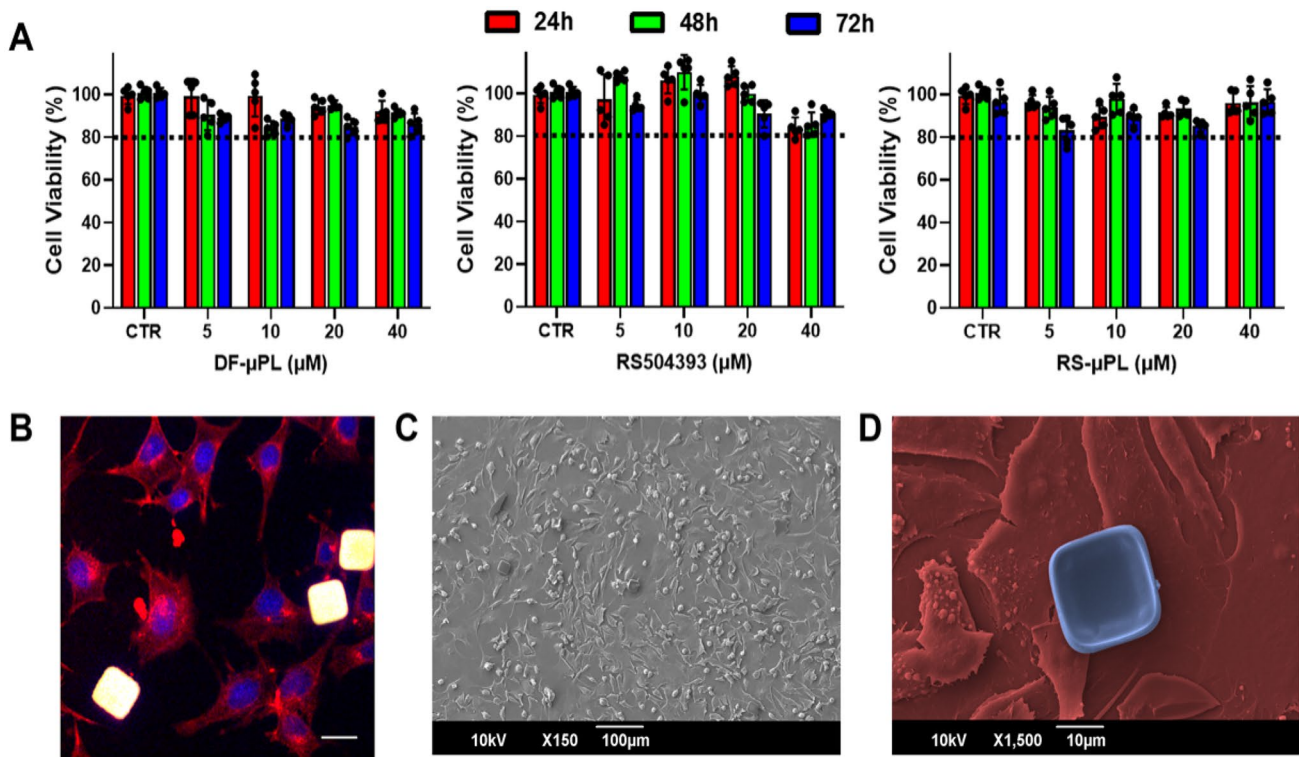 24h 48h 72h
A
Cell Viability (%)
100
80
60
40
20
0
CTR 5 10 20 40
DF-µPL (µM)
Cell Viability (%)
100
80
60
40
20
0
CTR 5 10 20 40
RS504393 (µM)
Cell Viability (%)
100
80
60
40
20
0
CTR 5 10 20 40
RS-µPL (µM)
B
C
10kV X150 100µm
D
10kV X1,500 10µm